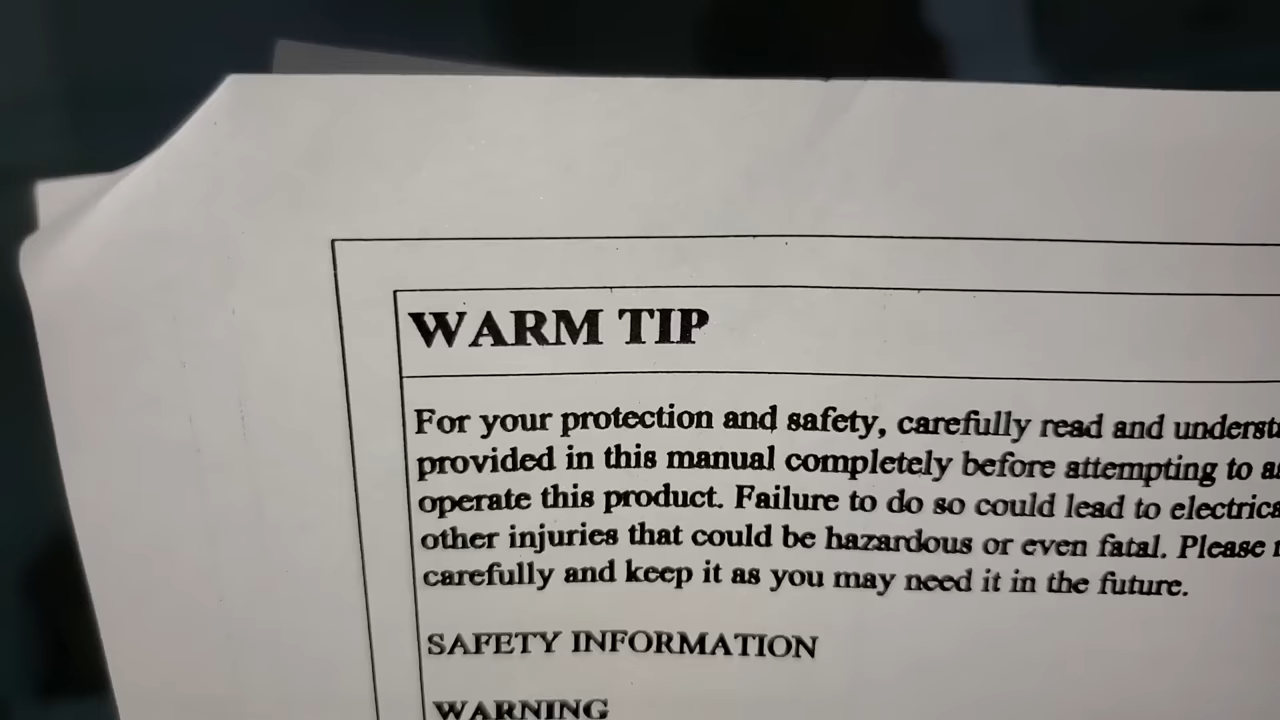 WARM TIP
For your protection and safety, carefully read and
provided in this manual completely before attempting to
operate this product. Failure to do so could lead to
other injuries that could be hazardous or even fatal. Please
carefully and keep it as you may need it in the future.
SAFETY INFORMATION
WARNING